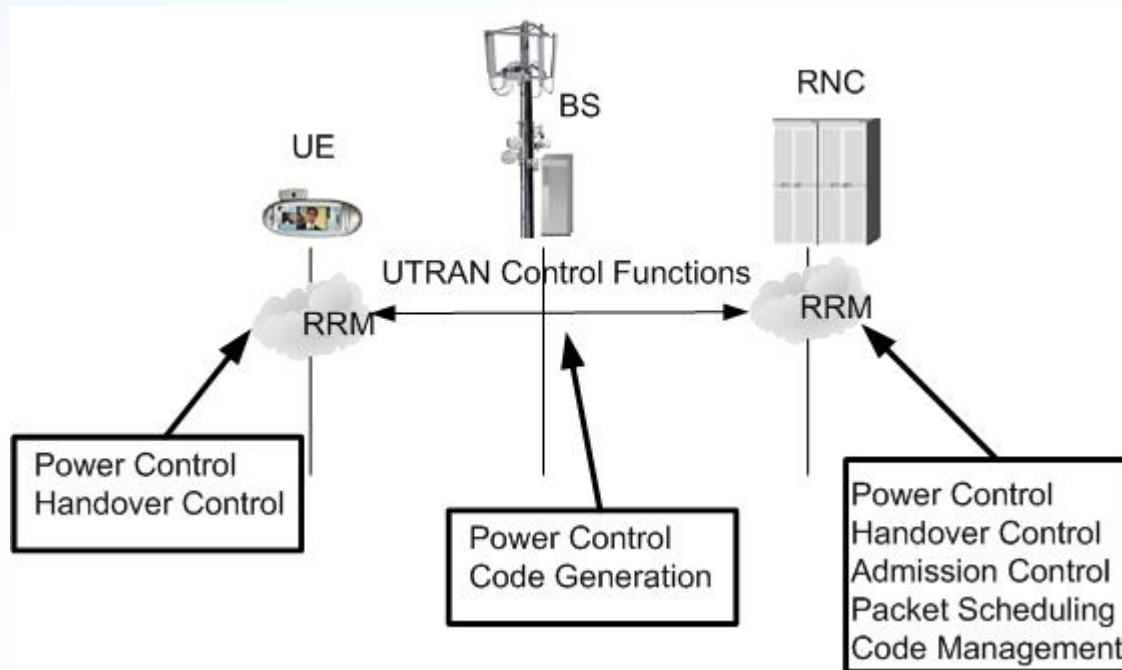 BS
RNC
UE
UTRAN Control Functions
RRM
RRM
Power Control
Handover Control
Power Control
Code Generation
Power Control
Handover Control
Admission Control
Packet Scheduling
Code Management